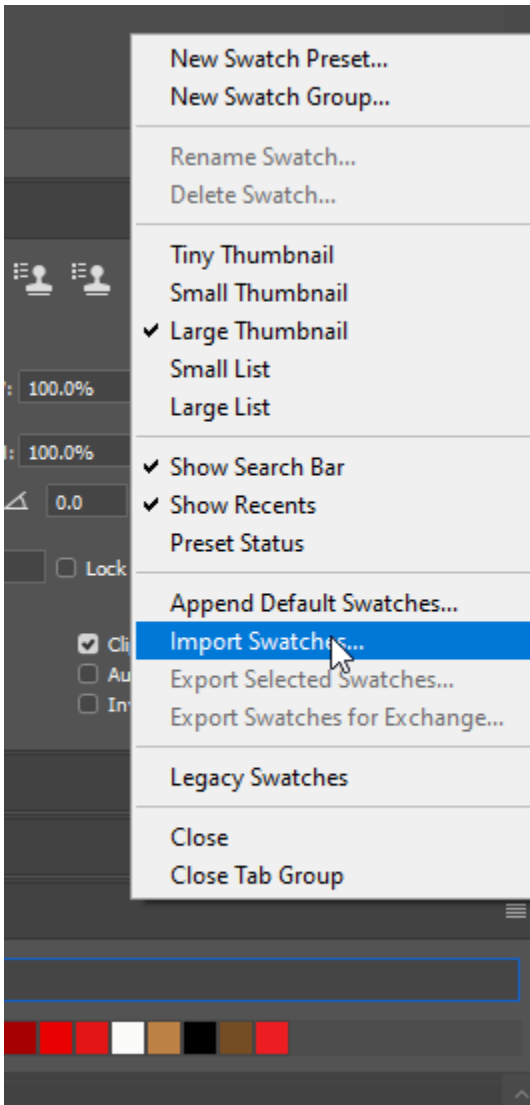 New Swatch Preset...
New Swatch Group...
Rename Swatch...
Delete Swatch...
Tiny Thumbnail
Small Thumbnail
Large Thumbnail
Small List
Large List
100.0%
100.0%
0.0
Show Search Bar
Show Recents
Preset Status
Lock
Append Default Swatches...
Import Swatches...
Export Selected Swatches...
Export Swatches for Exchange...
Legacy Swatches
Close
Close Tab Group